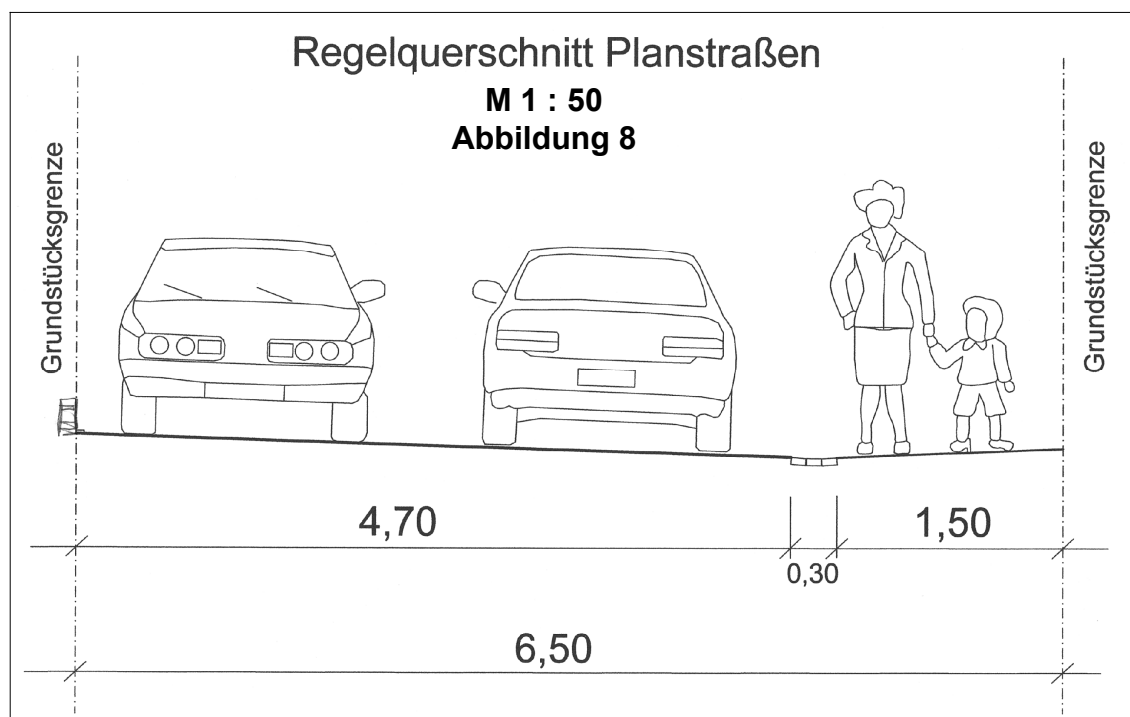 Regelquerschnitt Planstraßen
M 1 : 50
Abbildung 8
Grundstücksgrenze
Grundstücksgrenze
4,70
1,50
0,30
6,50